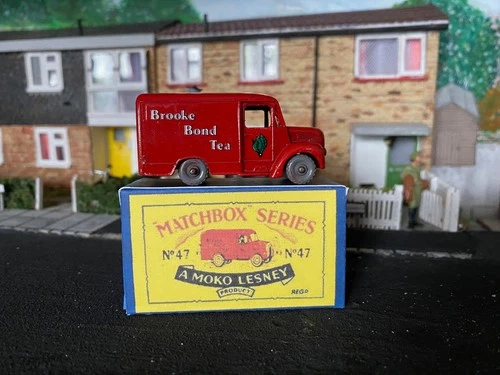 Brooke
Bond
Tea
"MATCHBOX" SERIES
Nº47 Nº47
A MOKO LESNEY
PRODUCT
REGD